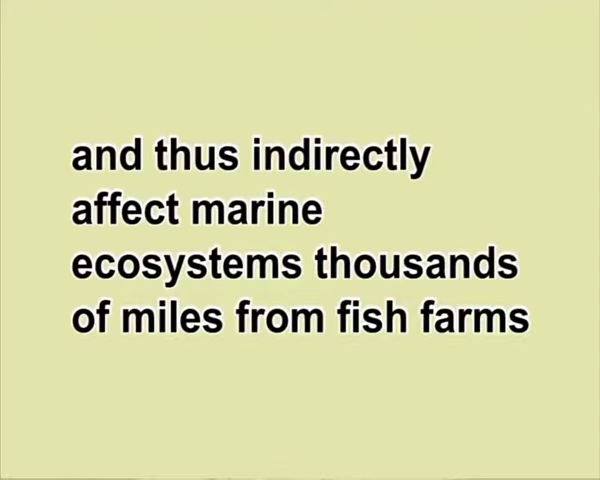 and thus indirectly
affect marine
ecosystems thousands
of miles from fish farms